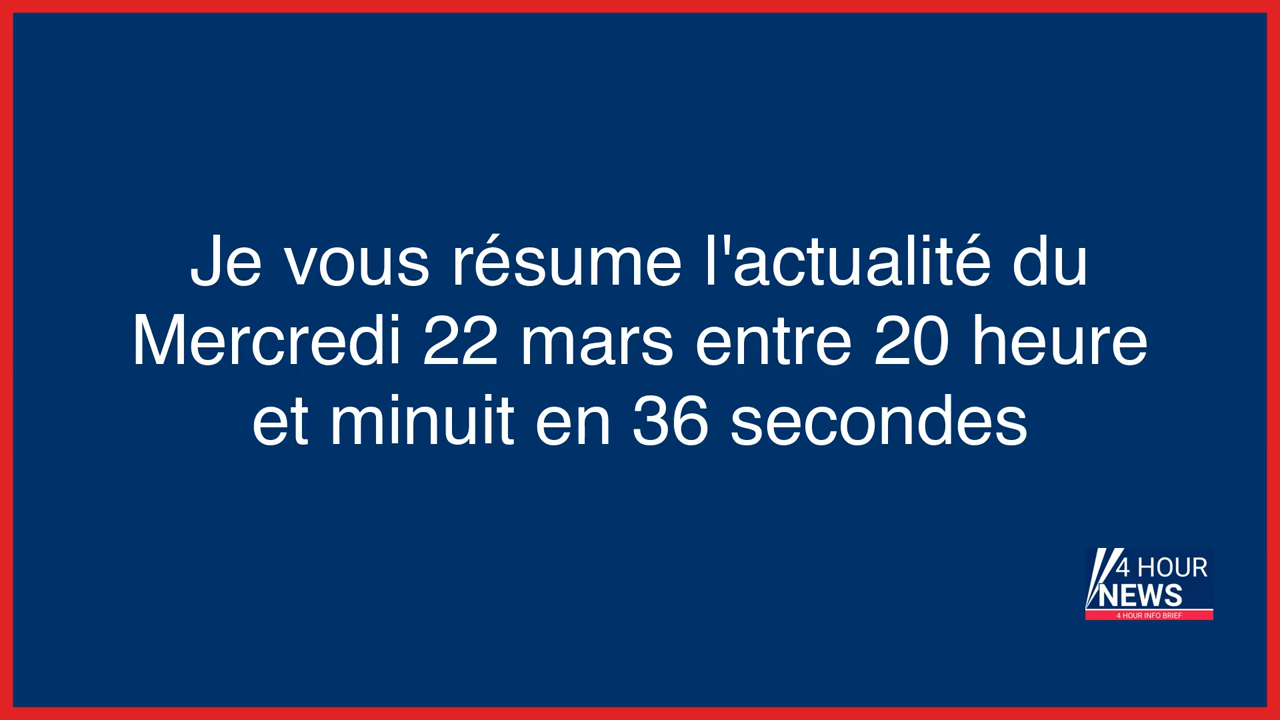 Je vous résume l'actualité du
Mercredi 22 mars entre 20 heure
et minuit en 36 secondes
4 HOUR
NEWS
4 HOUR INFO BRIEF